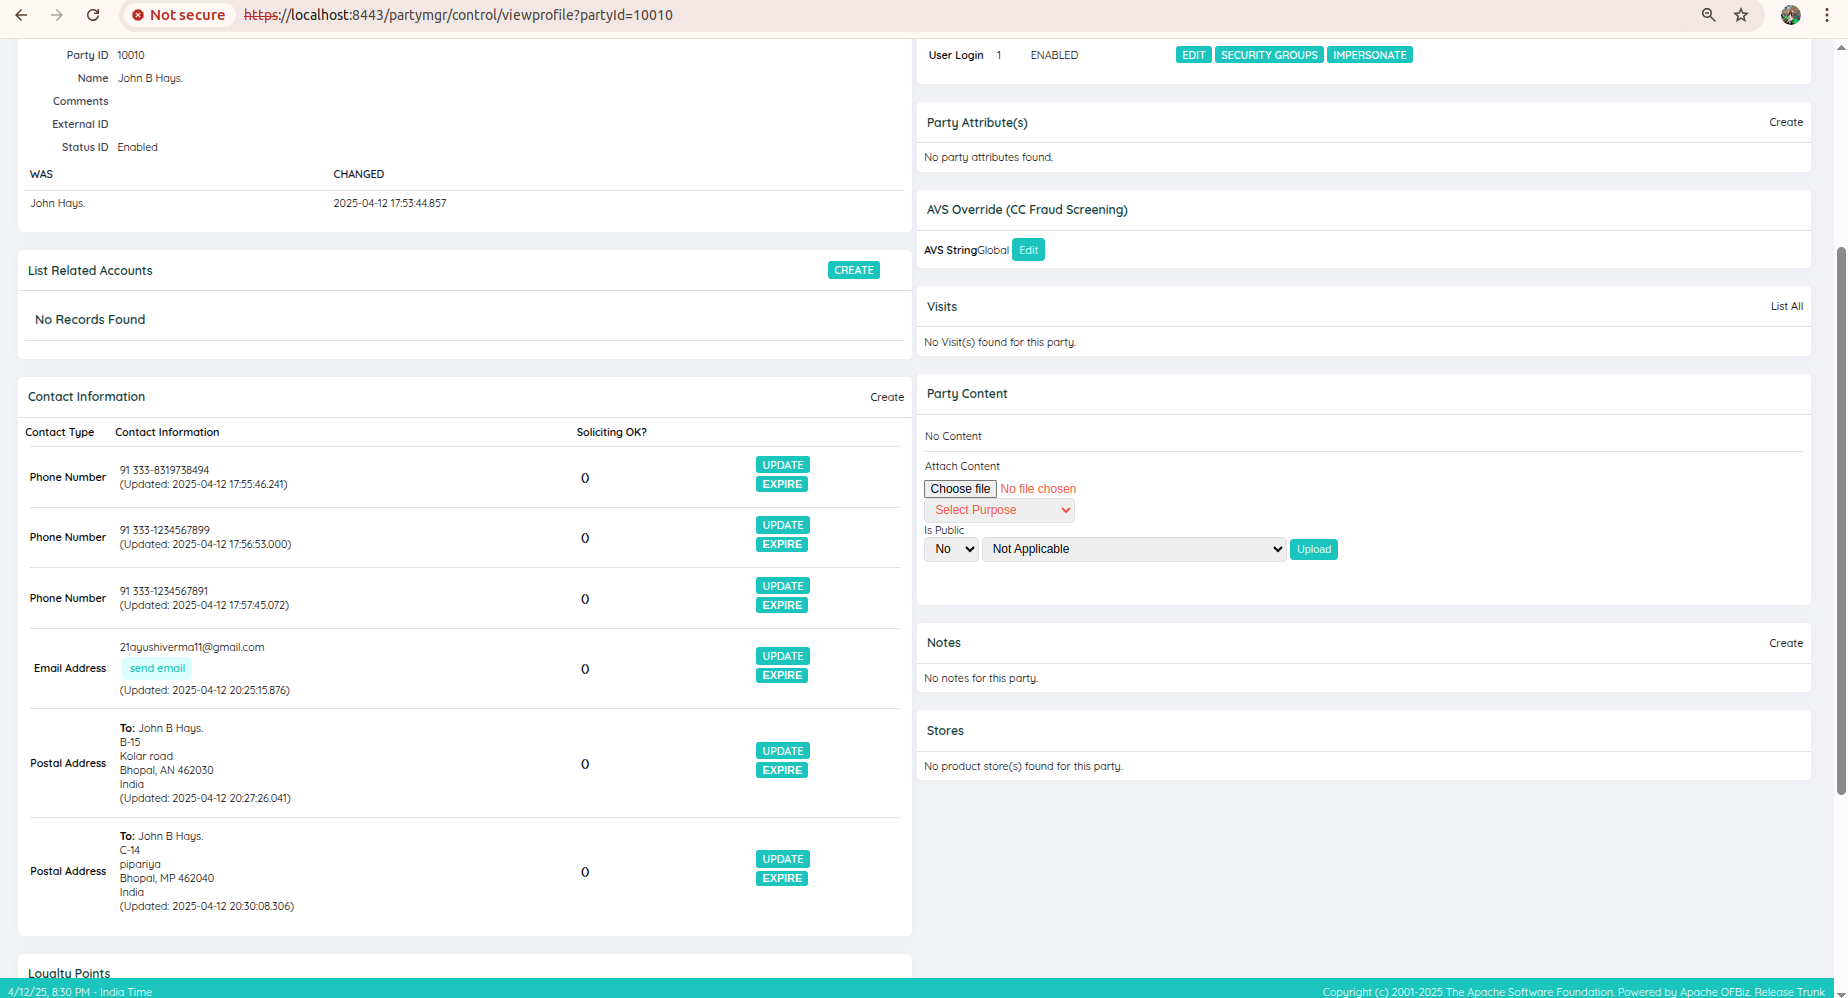 Not secure https://localhost:8443/partymgr/control/viewprofile?partyId=10010
Party ID 10010
Name John B Hays.
Comments
External ID
Status ID Enabled
WAS CHANGED
John Hays. 2025-04-12 17:53:44.857
List Related Accounts CREATE
No Records Found
Contact Information Create
Contact Type Contact Information Soliciting OK?
Phone Number 91 333-8319738494
(Updated: 2025-04-12 17:55:46.241) () UPDATE
EXPIRE
Phone Number 91 333-1234567899
(Updated: 2025-04-12 17:56:53.000) () UPDATE
EXPIRE
Phone Number 91 333-1234567891
(Updated: 2025-04-12 17:57:45.072) () UPDATE
EXPIRE
Email Address 21ayushiverma11@gmail.com
send email
(Updated: 2025-04-12 20:25:15.876) () UPDATE
EXPIRE
Postal Address To: John B Hays.
B-15
Kolar road
Bhopal, AN 462030
India
(Updated: 2025-04-12 20:27:26.041) () UPDATE
EXPIRE
Postal Address To: John B Hays.
C-14
pipariya
Bhopal, MP 462040
India
(Updated: 2025-04-12 20:30:08.306) () UPDATE
EXPIRE
Loyalty Points
User Login 1 ENABLED EDIT SECURITY GROUPS IMPERSONATE
Party Attribute(s) Create
No party attributes found.
AVS Override (CC Fraud Screening)
AVS StringGlobal Edit
Visits List All
No Visit(s) found for this party.
Party Content
No Content
Attach Content
Choose file No file chosen
Select Purpose
Is Public
No Not Applicable Upload
Notes Create
No notes for this party.
Stores
No product store(s) found for this party.
4/12/25, 8:30 PM - India Time Copyright (c) 2001-2025 The Apache Software Foundation. Powered by Apache OFBiz. Release Trunk